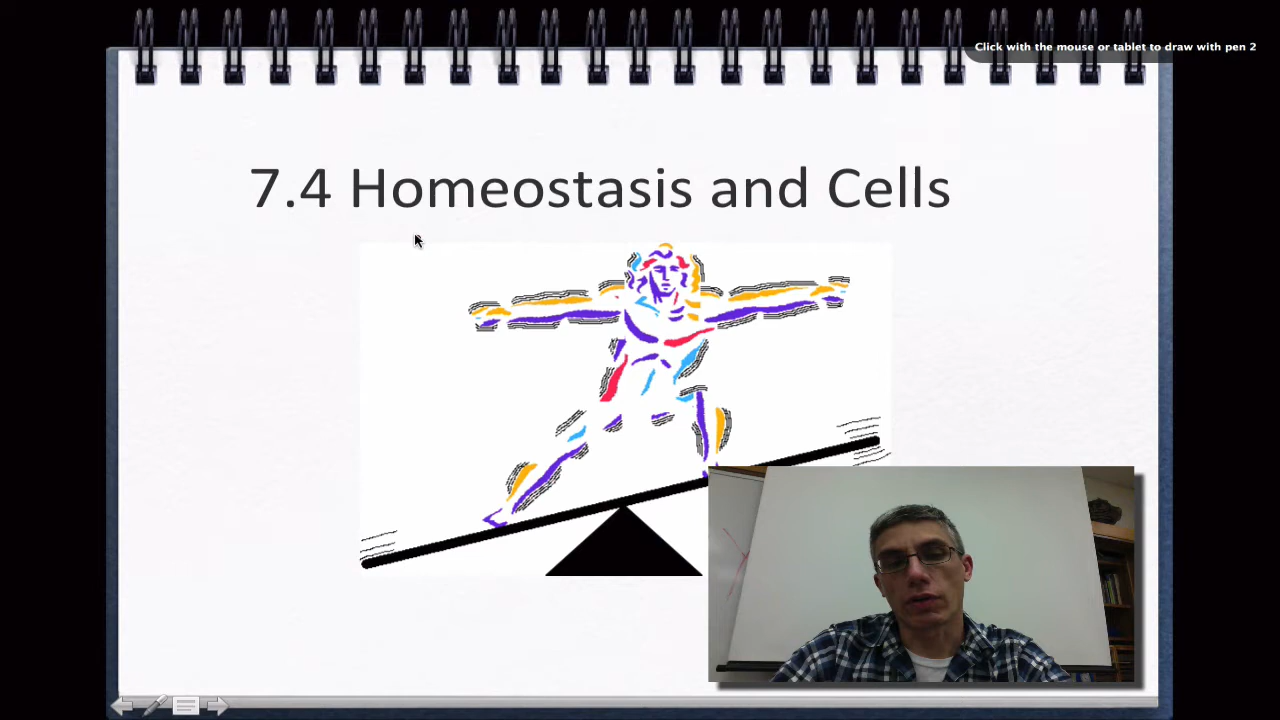 Click with the mouse or tablet to draw with pen 2
7.4 Homeostasis and Cells